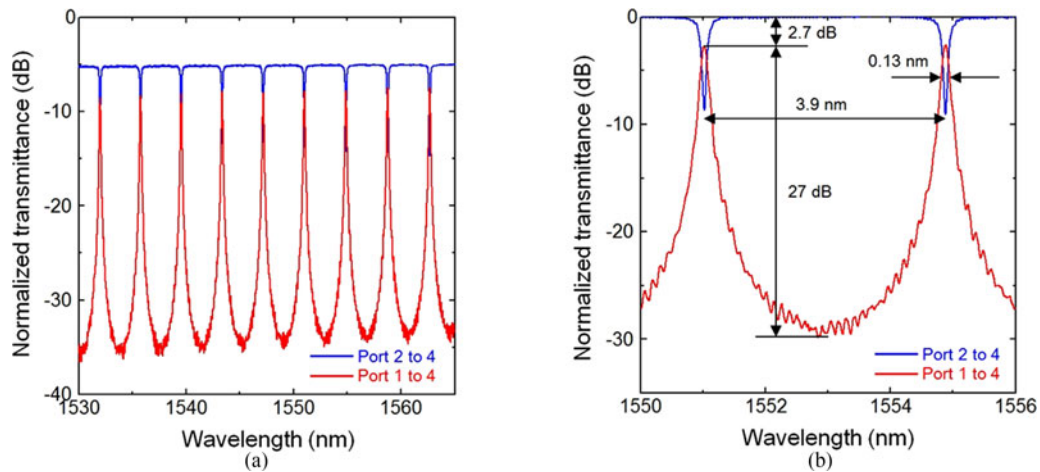 0
-10
-20
-30
-40
Normalized transmittance (dB)
Port 2 to 4
Port 1 to 4
1530
1540
1550
1560
Wavelength (nm)
(a)
0
-10
-20
-30
Normalized transmittance (dB)
2.7 dB
0.13 nm
3.9 nm
27 dB
Port 2 to 4
Port 1 to 4
1550
1552
1554
1556
Wavelength (nm)
(b)